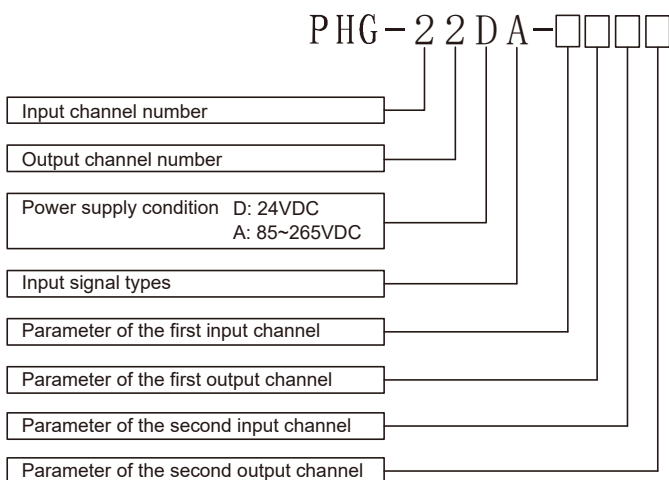 PHG-22DA-□□□□
Input channel number
Output channel number
Power supply condition D: 24VDC
A: 85~265VDC
Input signal types
Parameter of the first input channel
Parameter of the first output channel
Parameter of the second input channel
Parameter of the second output channel